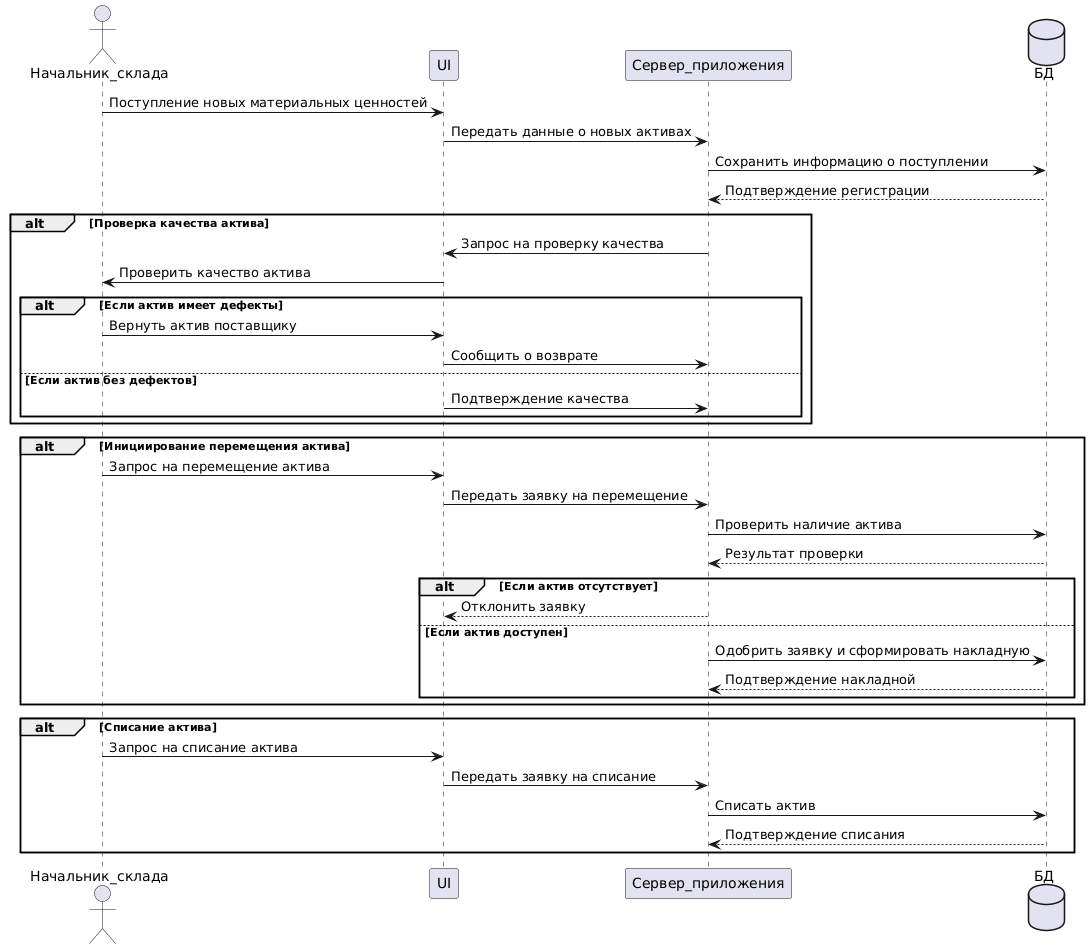 Начальник_склада
UI
Сервер_приложения
БД
Поступление новых материальных ценностей
Передать данные о новых активах
Сохранить информацию о поступлении
Подтверждение регистрации
alt [Проверка качества актива]
Запрос на проверку качества
Проверить качество актива
alt [Если актив имеет дефекты]
Вернуть актив поставщику
Сообщить о возврате
[Если актив без дефектов]
Подтверждение качества
alt [Инициирование перемещения актива]
Запрос на перемещение актива
Передать заявку на перемещение
Проверить наличие актива
Результат проверки
alt [Если актив отсутствует]
Отклонить заявку
[Если актив доступен]
Одобрить заявку и сформировать накладную
Подтверждение накладной
alt [Списание актива]
Запрос на списание актива
Передать заявку на списание
Списать актив
Подтверждение списания
Начальник_склада
UI
Сервер_приложения
БД